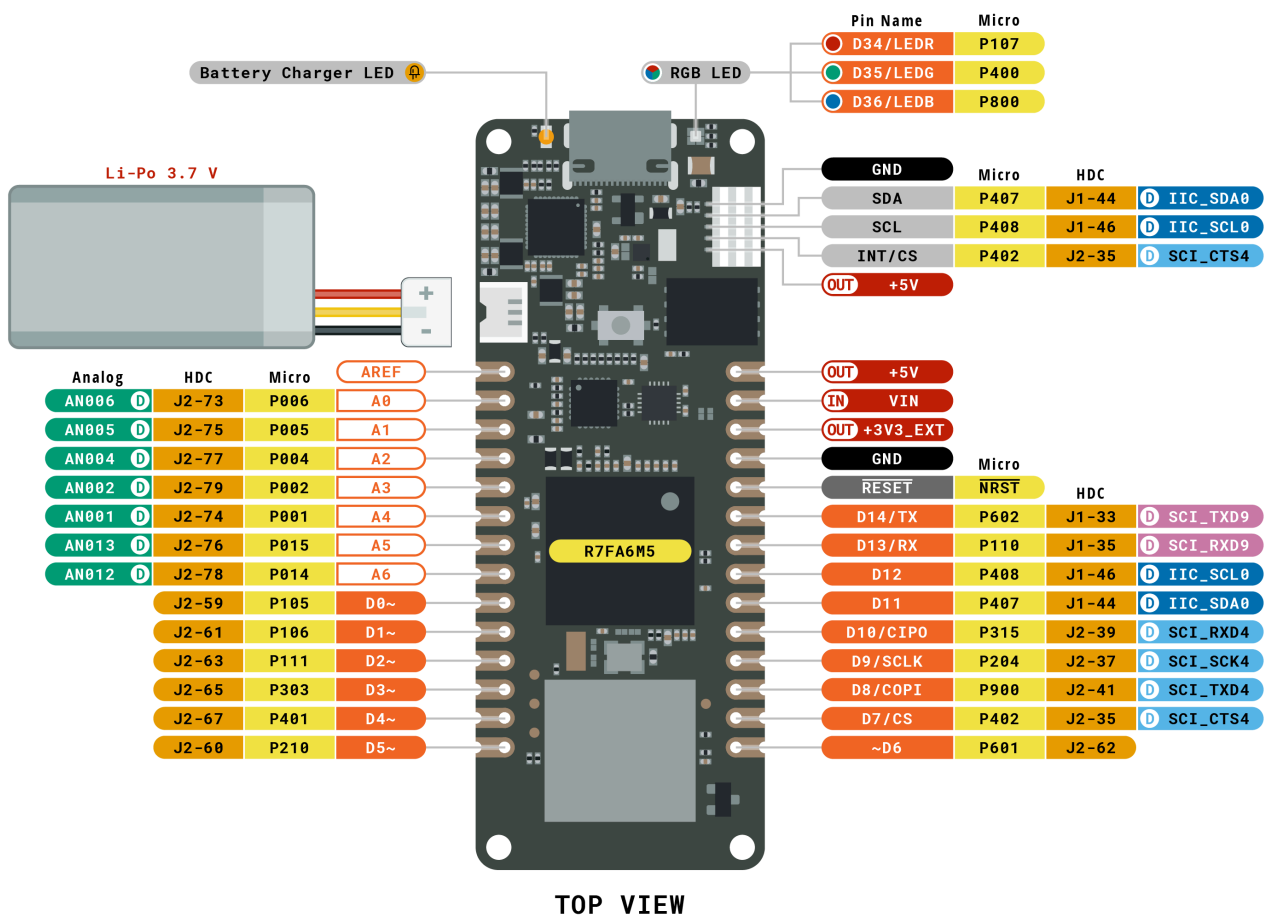 Pin Name Micro
D34/LEDR P107
Battery Charger LED RGB LED D35/LEDG P400
D36/LEDB P800
Li-Po 3.7 V
GND
Micro HDC
SDA P407 J1-44 D IIC_SDA0
SCL P408 J1-46 D IIC_SCL0
INT/CS P402 J2-35 D SCI_CTS4
OUT +5V
+
-
Analog HDC Micro
AREF
AN006 D J2-73 P006 A0
AN005 D J2-75 P005 A1
AN004 D J2-77 P004 A2
AN002 D J2-79 P002 A3
AN001 D J2-74 P001 A4
AN013 D J2-76 P015 A5
AN012 D J2-78 P014 A6
J2-59 P105 D0~
J2-61 P106 D1~
J2-63 P111 D2~
J2-65 P303 D3~
J2-67 P401 D4~
J2-60 P210 D5~
R7FA6M5
OUT +5V
IN VIN
OUT +3V3_EXT
GND
Micro
RESET NRST
HDC
D14/TX P602 J1-33 D SCI_TXD9
D13/RX P110 J1-35 D SCI_RXD9
D12 P408 J1-46 D IIC_SCL0
D11 P407 J1-44 D IIC_SDA0
D10/CIPO P315 J2-39 D SCI_RXD4
D9/SCLK P204 J2-37 D SCI_SCK4
D8/COPI P900 J2-41 D SCI_TXD4
D7/CS P402 J2-35 D SCI_CTS4
~D6 P601 J2-62
TOP VIEW